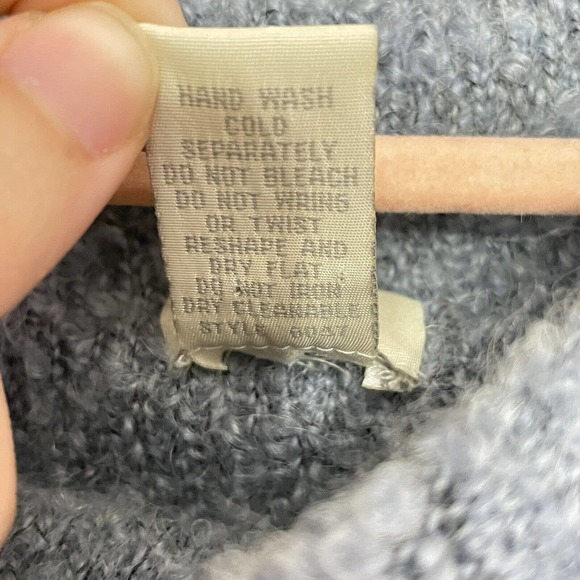 HAND WASH
COLD
SEPARATELY
DO NOT BLEACH
DO NOT WRING
OR TWIST
RESHAPE AND
DRY FLAT
DO NOT IRON
DRY CLEANABLE
STYLE